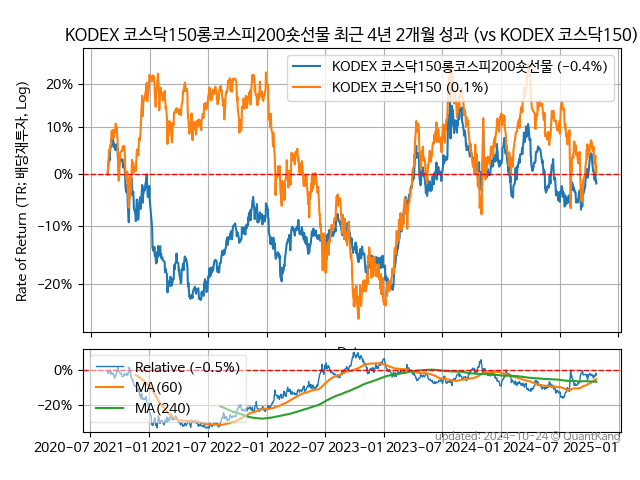 KODEX 코스닥150롱코스피200숏선물 최근 4년 2개월 성과 (vs KODEX 코스닥150)
Rate of Return (TR: 배당재투자, Log)
20%
10%
0%
−10%
−20%
KODEX 코스닥150롱코스피200숏선물 (−0.4%)
KODEX 코스닥150 (0.1%)
0%
−20%
Relative (−0.5%)
MA(60)
MA(240)
updated: 2024-10-24 © QuantKang
2020-07 2021-01 2021-07 2022-01 2022-07 2023-01 2023-07 2024-01 2024-07 2025-01